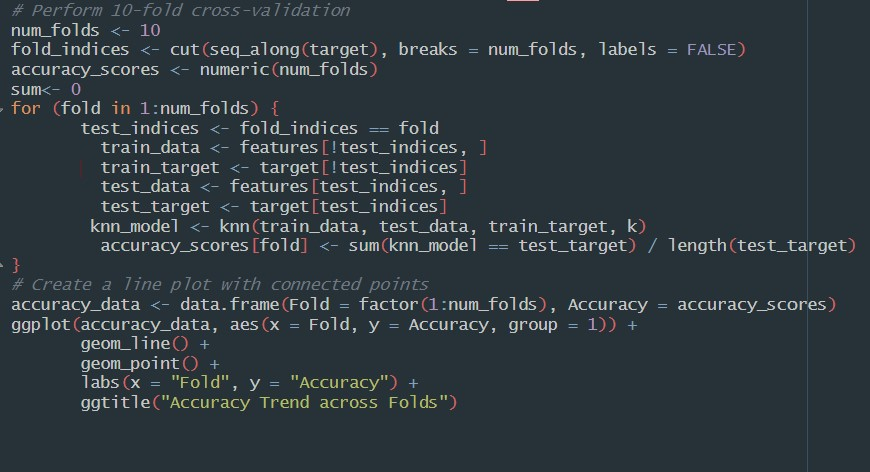 # Perform 10-fold cross-validation
num_folds <- 10
fold_indices <- cut(seq_along(target), breaks = num_folds, labels = FALSE)
accuracy_scores <- numeric(num_folds)
sum<- 0
for (fold in 1:num_folds) {
test_indices <- fold_indices == fold
train_data <- features[!test_indices, ]
train_target <- target[!test_indices]
test_data <- features[test_indices, ]
test_target <- target[test_indices]
knn_model <- knn(train_data, test_data, train_target, k)
accuracy_scores[fold] <- sum(knn_model == test_target) / length(test_target)
}
# Create a line plot with connected points
accuracy_data <- data.frame(Fold = factor(1:num_folds), Accuracy = accuracy_scores)
ggplot(accuracy_data, aes(x = Fold, y = Accuracy, group = 1)) +
geom_line() +
geom_point() +
labs(x = "Fold", y = "Accuracy") +
ggtitle("Accuracy Trend across Folds")